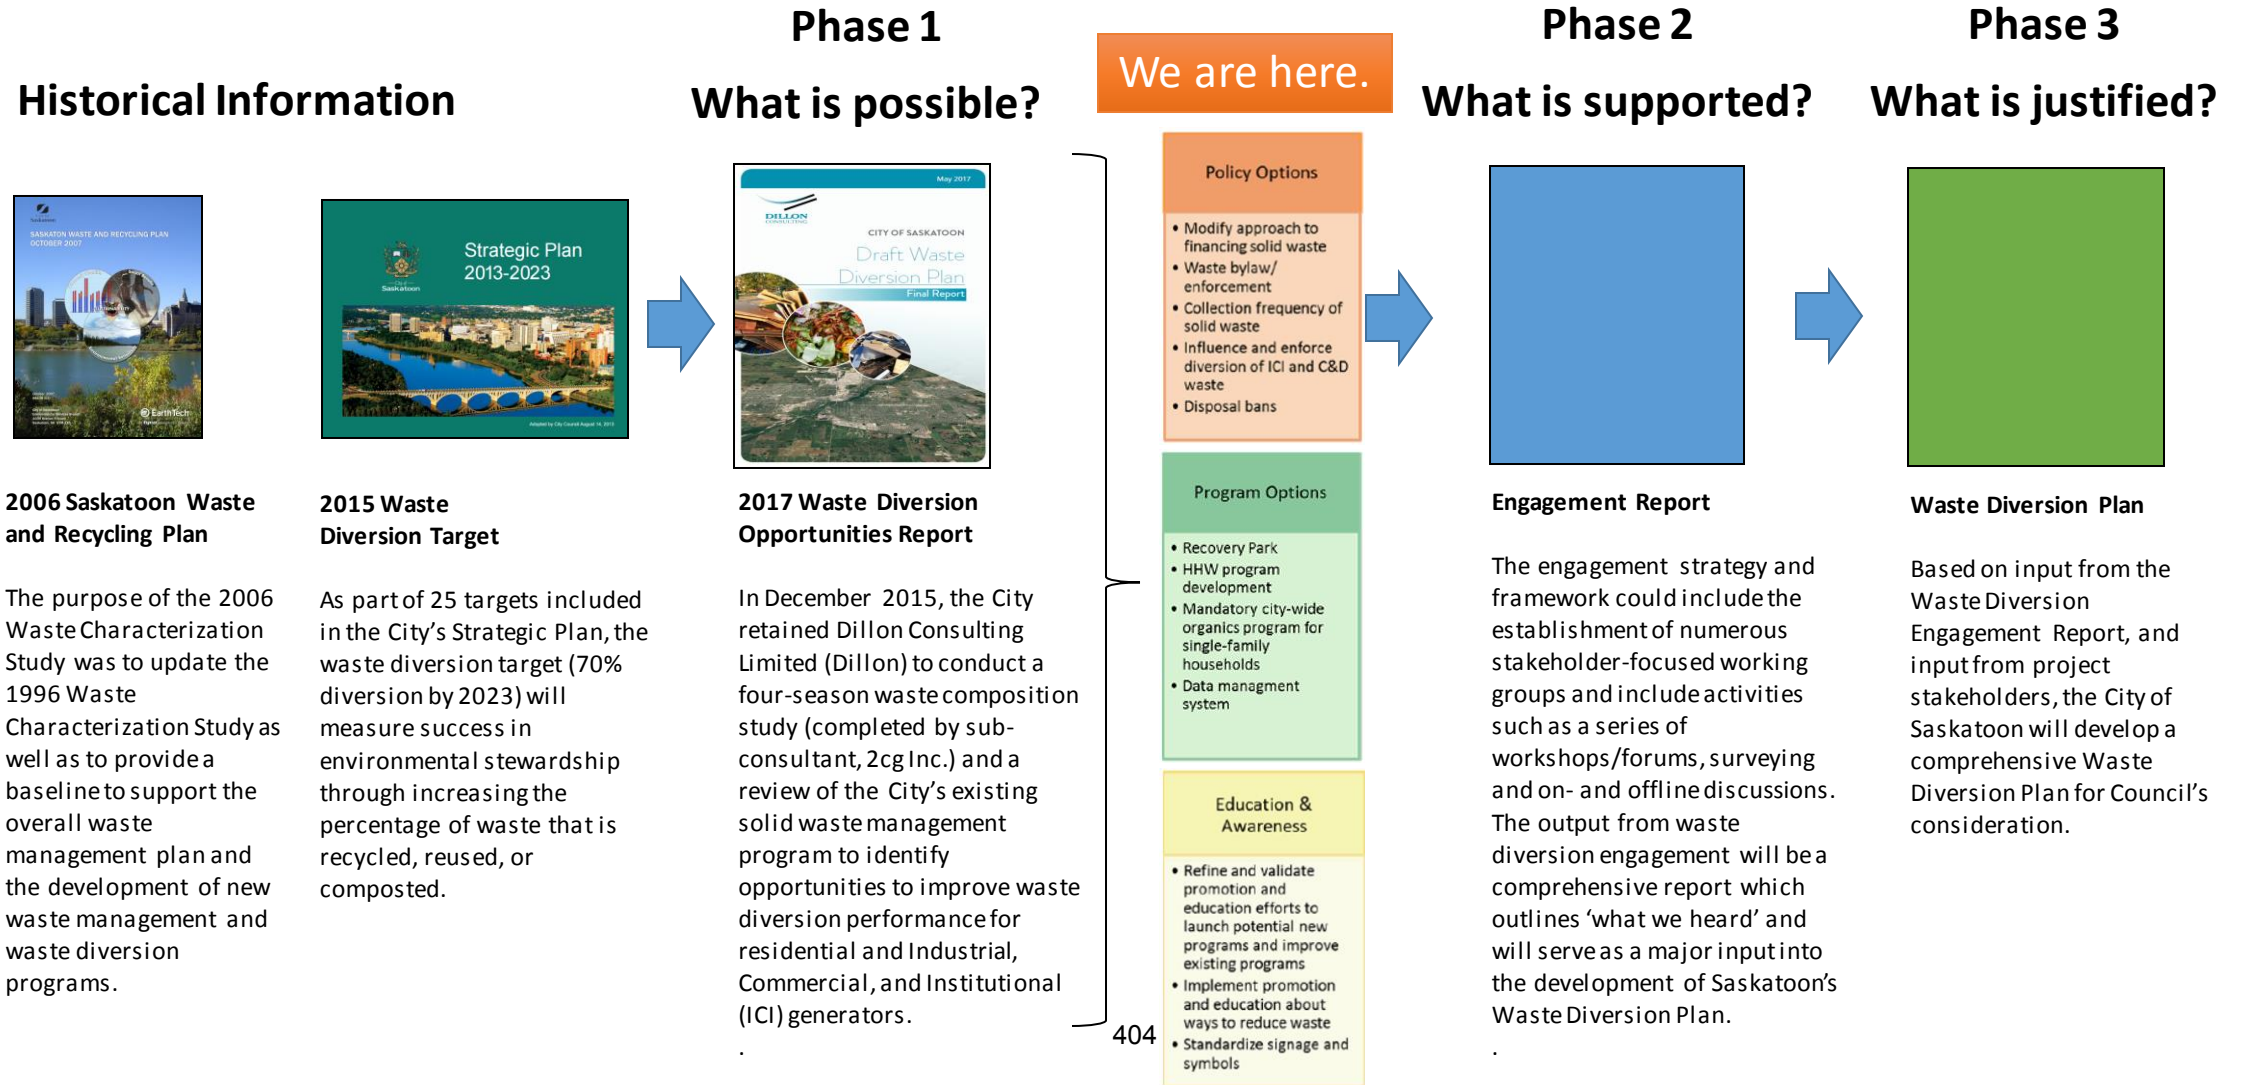 Historical Information
Phase 1
What is possible?
We are here.
Phase 2
What is supported?
Phase 3
What is justified?
Saskatoon
SASKATON WASTE AND RECYCLING PLAN
OCTOBER 2007
EarthTech
2006 Saskatoon Waste
and Recycling Plan
The purpose of the 2006
Waste Characterization
Study was to update the
1996 Waste
Characterization Study as
well as to provide a
baseline to support the
overall waste
management plan and
the development of new
waste management and
waste diversion
programs.
City of
Saskatoon
Strategic Plan
2013-2023
Adopted by City Council August 14, 2013
2015 Waste
Diversion Target
As part of 25 targets included
in the City's Strategic Plan, the
waste diversion target (70%
diversion by 2023) will
measure success in
environmental stewardship
through increasing the
percentage of waste that is
recycled, reused, or
composted.
May 2017
DILLON
CONSULTING
CITY OF SASKATOON
Draft Waste
Diversion Plan
Final Report
2017 Waste Diversion
Opportunities Report
In December 2015, the City
retained Dillon Consulting
Limited (Dillon) to conduct a
four-season waste composition
study (completed by sub-
consultant, 2cg Inc.) and a
review of the City's existing
solid waste management
program to identify
opportunities to improve waste
diversion performance for
residential and Industrial,
Commercial, and Institutional
(ICI) generators.
.
Policy Options
• Modify approach to
financing solid waste
• Waste bylaw/
enforcement
• Collection frequency of
solid waste
• Influence and enforce
diversion of ICI and C&D
waste
• Disposal bans
Program Options
• Recovery Park
• HHW program
development
• Mandatory city-wide
organics program for
single-family
households
• Data managment
system
Education &
Awareness
• Refine and validate
promotion and
education efforts to
launch potential new
programs and improve
existing programs
• Implement promotion
and education about
ways to reduce waste
• Standardize signage and
symbols
404
Engagement Report
The engagement strategy and
framework could include the
establishment of numerous
stakeholder-focused working
groups and include activities
such as a series of
workshops/forums, surveying
and on- and offline discussions.
The output from waste
diversion engagement will be a
comprehensive report which
outlines ‘what we heard’ and
will serve as a major input into
the development of Saskatoon’s
Waste Diversion Plan.
.
Waste Diversion Plan
Based on input from the
Waste Diversion
Engagement Report, and
input from project
stakeholders, the City of
Saskatoon will develop a
comprehensive Waste
Diversion Plan for Council’s
consideration.